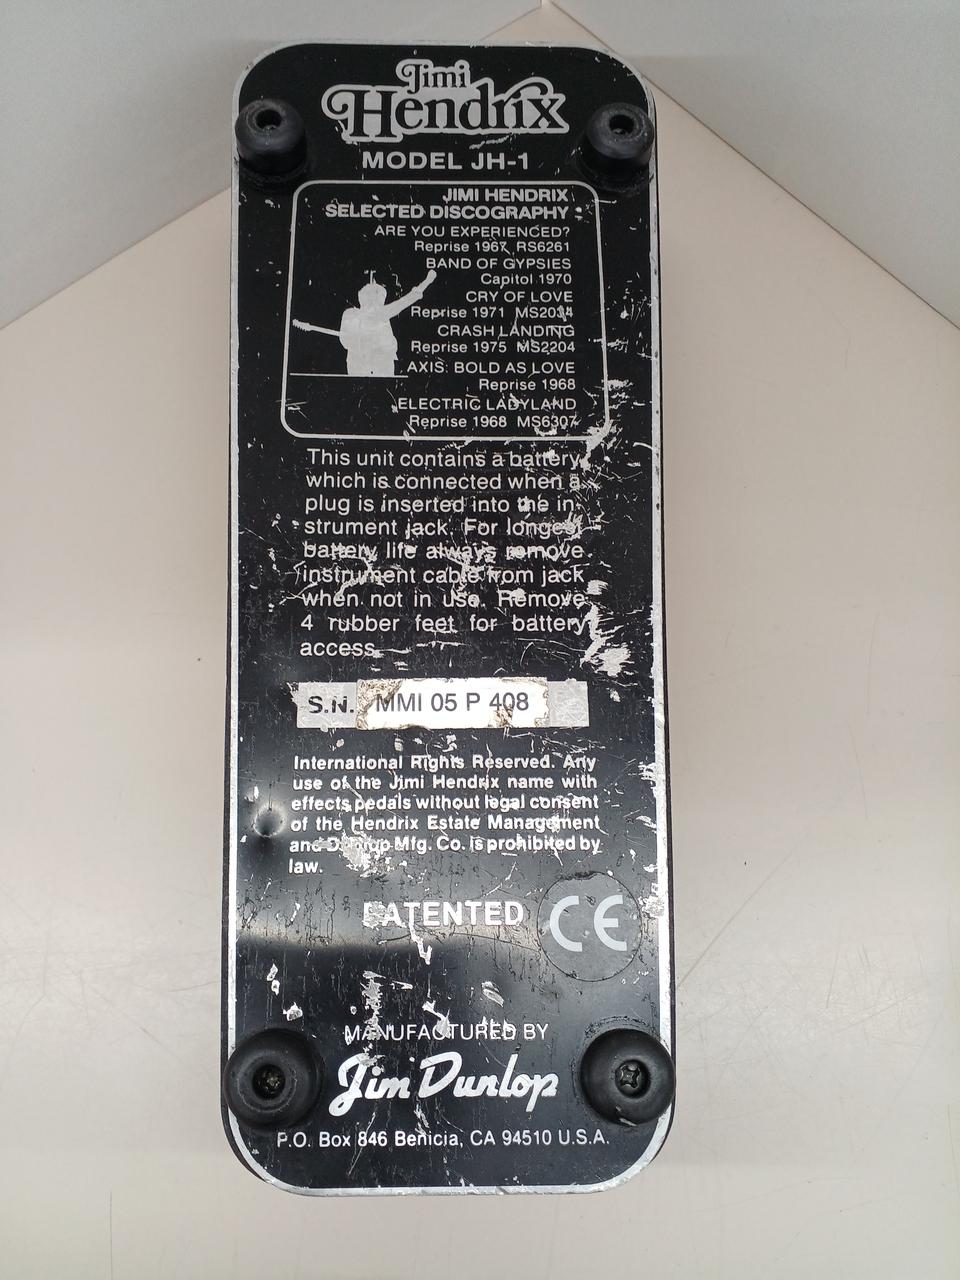 Jimi
Hendrix
MODEL JH-1
JIMI HENDRIX
SELECTED DISCOGRAPHY
ARE YOU EXPERIENCED?
Reprise 1967 RS6261
BAND OF GYPSIES
Capitol 1970
CRY OF LOVE
Reprise 1971 MS2034
CRASH LANDING
Reprise 1975 MS2204
AXIS: BOLD AS LOVE
Reprise 1968
ELECTRIC LADYLAND
Reprise 1968 MS6307
This unit contains a battery
which is connected when a
plug is inserted into the in-
strument jack. For longest
battery life always remove
instrument cable from jack
when not in use. Remove
4 rubber feet for battery
access.
S.N. MMI 05 P 408
International Rights Reserved. Any
use of the Jimi Hendrix name with
effects pedals without legal consent
of the Hendrix Estate Management
and Dunlop Mfg. Co. is prohibited by
law.
PATENTED CE
MANUFACTURED BY
Jim Dunlop
P.O. Box 846 Benicia, CA 94510 U.S.A.